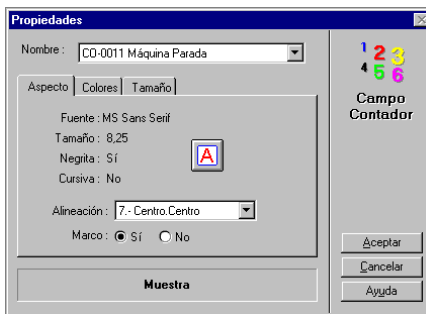 Propiedades
Nombre : CO-0011 Máquina Parada
Aspecto Colores Tamaño
Fuente : MS Sans Serif
Tamaño : 8,25
Negrita : Sí
Cursiva : No
A
Alineación : 7.- Centro.Centro
Marco : Sí No
Muestra
1 2 3
4 5 6
Campo
Contador
Aceptar
Cancelar
Ayuda